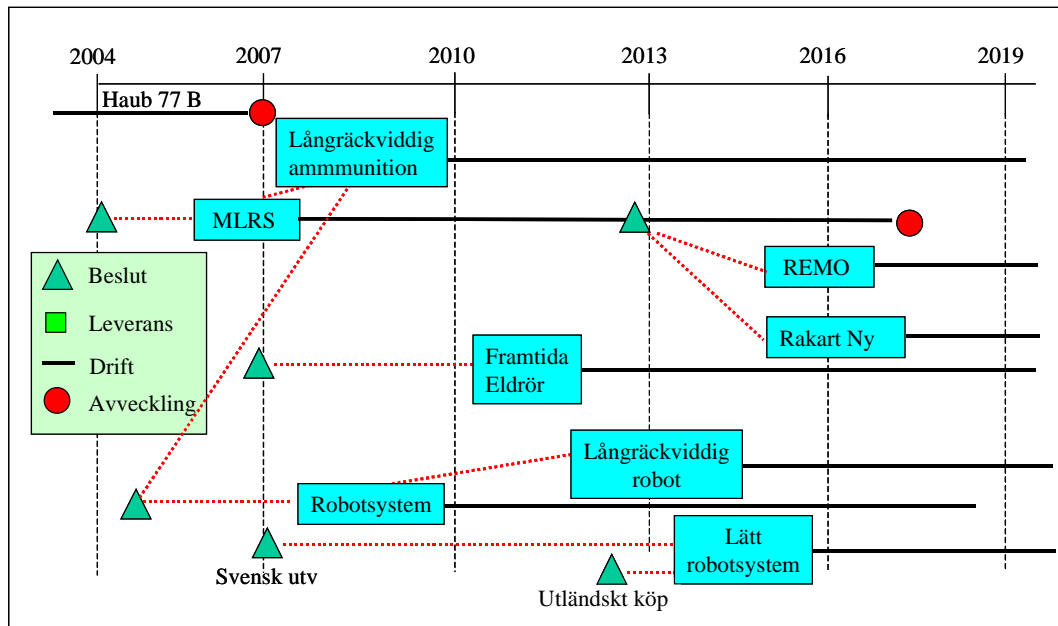 2004 2007 2010 2013 2016 2019
Haub 77 B
Långräckviddig
ammmunition
MLRS
REMO
Rakart Ny
Beslut
Leverans
Drift
Avveckling
Framtida
Eldrör
Långräckviddig
robot
Robotsystem
Lätt
robotsystem
Svensk utv
Utländskt köp